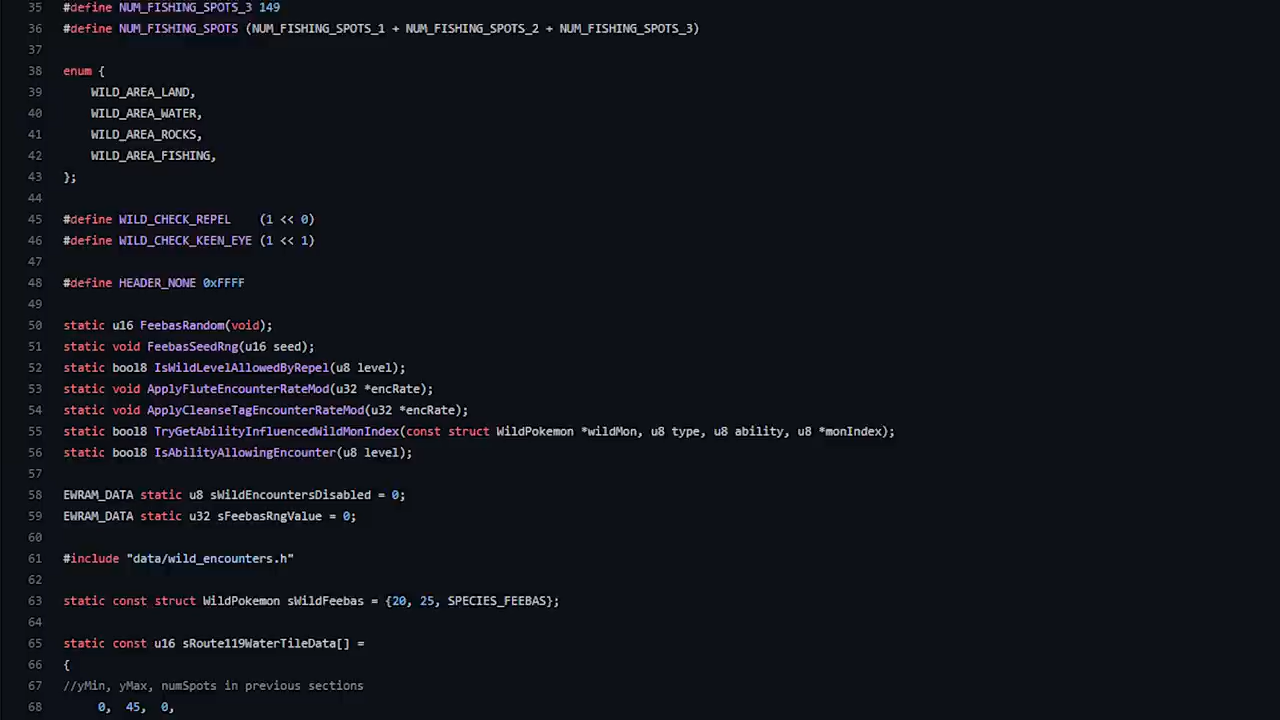 35 #define NUM_FISHING_SPOTS_3 149
36 #define NUM_FISHING_SPOTS (NUM_FISHING_SPOTS_1 + NUM_FISHING_SPOTS_2 + NUM_FISHING_SPOTS_3)
37
38 enum {
39     WILD_AREA_LAND,
40     WILD_AREA_WATER,
41     WILD_AREA_ROCKS,
42     WILD_AREA_FISHING,
43 };
44
45 #define WILD_CHECK_REPEL    (1 << 0)
46 #define WILD_CHECK_KEEN_EYE (1 << 1)
47
48 #define HEADER_NONE 0xFFFF
49
50 static u16 FeebasRandom(void);
51 static void FeebasSeedRng(u16 seed);
52 static bool8 IsWildLevelAllowedByRepel(u8 level);
53 static void ApplyFluteEncounterRateMod(u32 *encRate);
54 static void ApplyCleanseTagEncounterRateMod(u32 *encRate);
55 static bool8 TryGetAbilityInfluencedWildMonIndex(const struct WildPokemon *wildMon, u8 type, u8 ability, u8 *monIndex);
56 static bool8 IsAbilityAllowingEncounter(u8 level);
57
58 EWRAM_DATA static u8 sWildEncountersDisabled = 0;
59 EWRAM_DATA static u32 sFeebasRngValue = 0;
60
61 #include "data/wild_encounters.h"
62
63 static const struct WildPokemon sWildFeebas = {20, 25, SPECIES_FEEBAS};
64
65 static const u16 sRoute119WaterTileData[] =
66 {
67 //yMin, yMax, numSpots in previous sections
68      0,  45,  0,